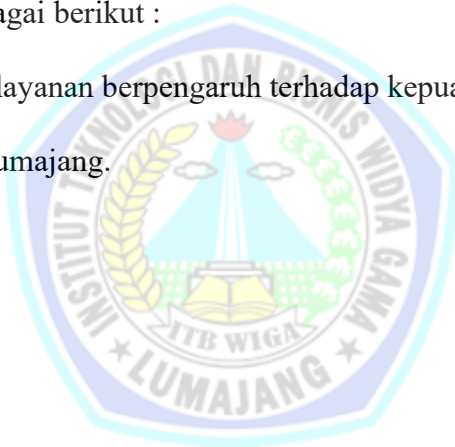 agai berikut :
layanan berpengaruh terhadap kepua
umajang.
INSTITUT TEKNOLOGI DAN BISNIS WIDYA GAMA
ITB WIGA
LUMAJANG